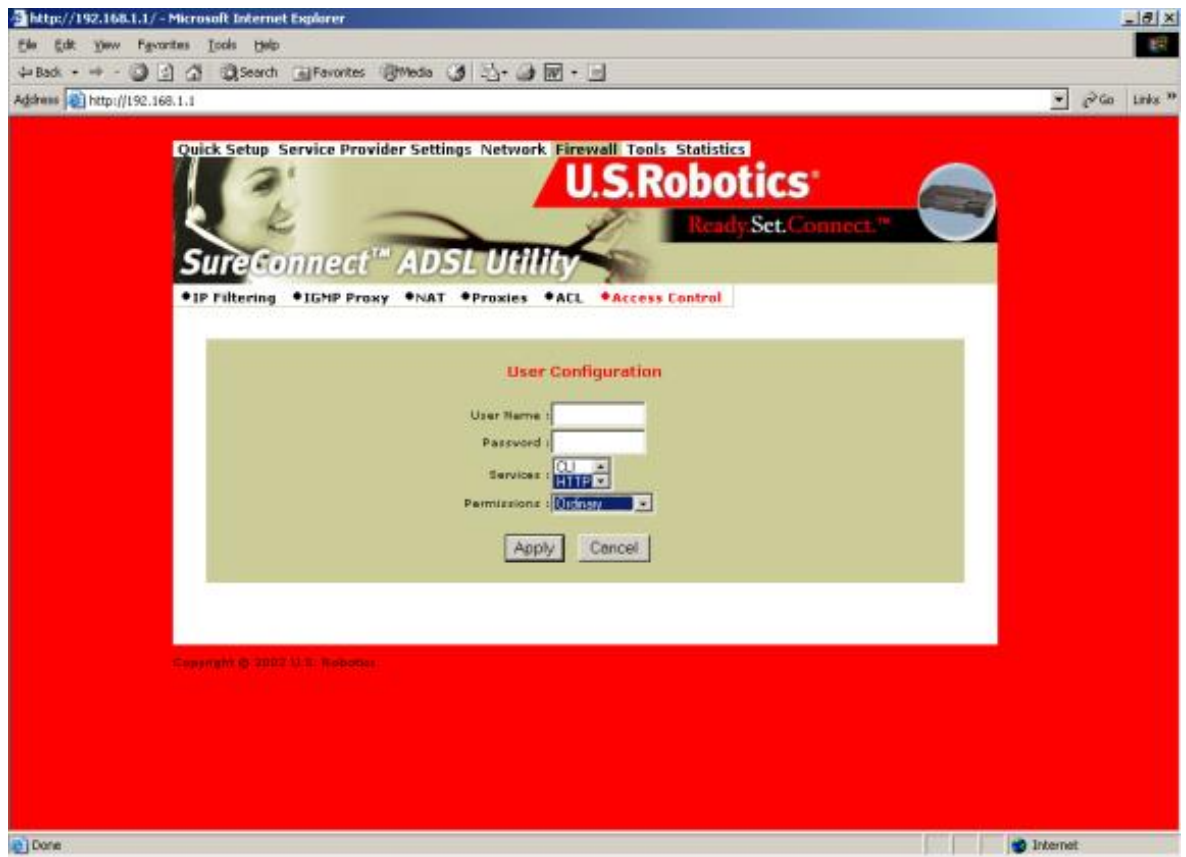 http://192.168.1.1/ - Microsoft Internet Explorer
File Edit View Favorites Tools Help
Back Search Favorites Media
Address http://192.168.1.1 Go Links
Quick Setup Service Provider Settings Network Firewall Tools Statistics
U.S.Robotics®
Ready.Set.Connect.™
SureConnect™ ADSL Utility
IP Filtering IGMP Proxy NAT Proxies ACL Access Control
User Configuration
User Name :
Password :
Services : CLI
HTTP
Permissions : Ordinary
Apply Cancel
Copyright © 2002 U.S. Robotics
Done Internet